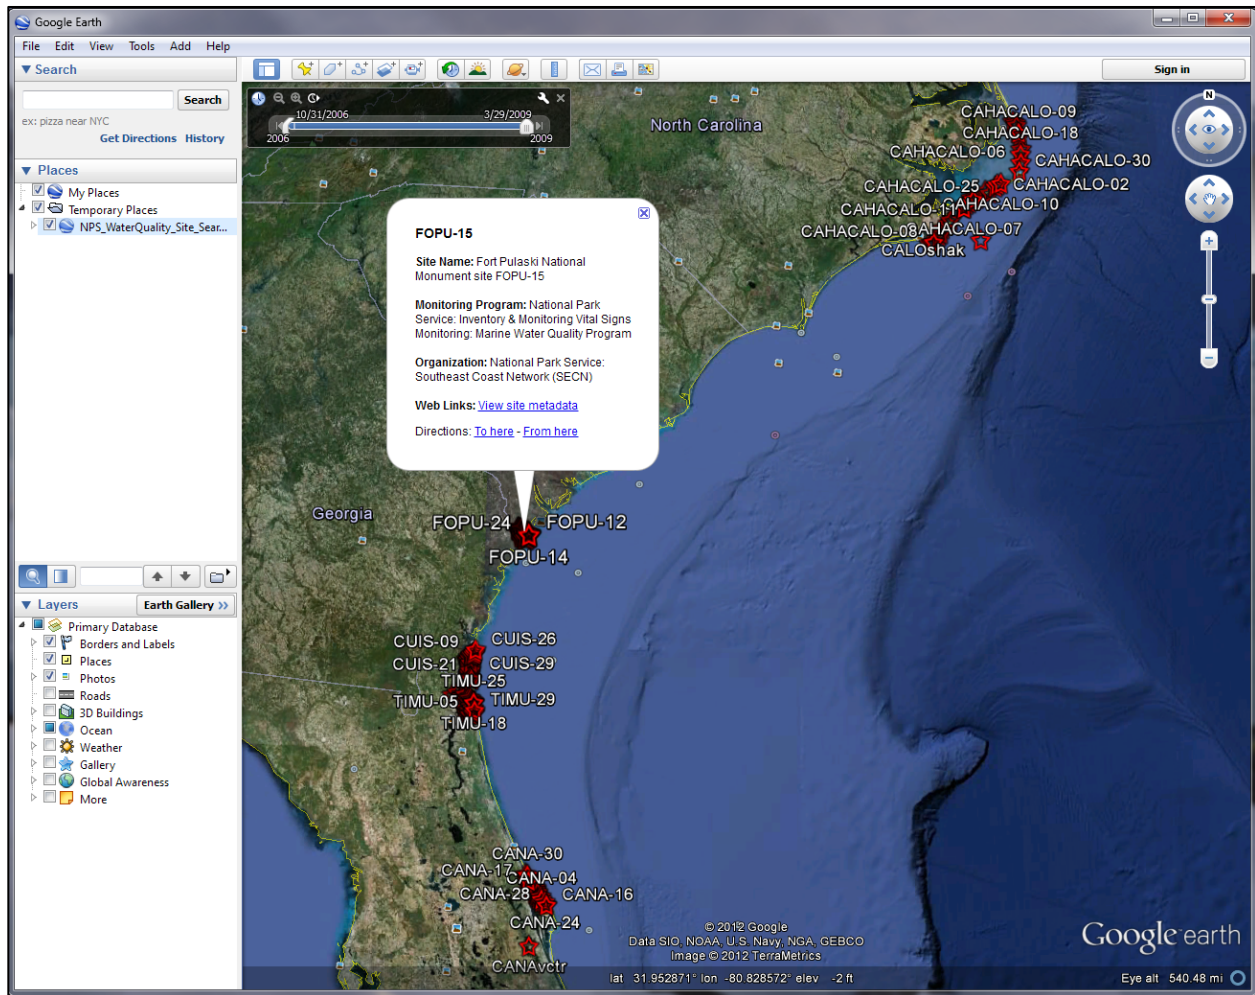 Google Earth
File Edit View Tools Add Help
Search
Sign in
Search
ex: pizza near NYC
Get Directions History
10/31/2006 3/29/2009
2006 2009
Places
My Places
Temporary Places
NPS_WaterQuality_Site_Sear...
N
North Carolina
CAHACALO-09
CAHACALO-18
CAHACALO-06
CAHACALO-30
CAHACALO-25
CAHACALO-02
CAHACALO-11
CAHACALO-10
CAHACALO-08
AHACALO-07
CALOshak
FOPU-15
Site Name: Fort Pulaski National
Monument site FOPU-15
Monitoring Program: National Park
Service: Inventory & Monitoring Vital Signs
Monitoring: Marine Water Quality Program
Organization: National Park Service:
Southeast Coast Network (SECN)
Web Links: View site metadata
Directions: To here - From here
Georgia
FOPU-24
FOPU-12
FOPU-14
CUIS-09
CUIS-26
CUIS-21
CUIS-29
TIMU-25
TIMU-05
TIMU-29
TIMU-18
Layers
Earth Gallery >>
Primary Database
Borders and Labels
Places
Photos
Roads
3D Buildings
Ocean
Weather
Gallery
Global Awareness
More
CANA-30
CANA-17
CANA-04
CANA-28
CANA-16
CANA-24
CANAvctr
© 2012 Google
Data SIO, NOAA, U.S. Navy, NGA, GEBCO
Image © 2012 TerraMetrics
Google earth
lat 31.952871° lon -80.828572° elev -2 ft
Eye alt 540.48 mi